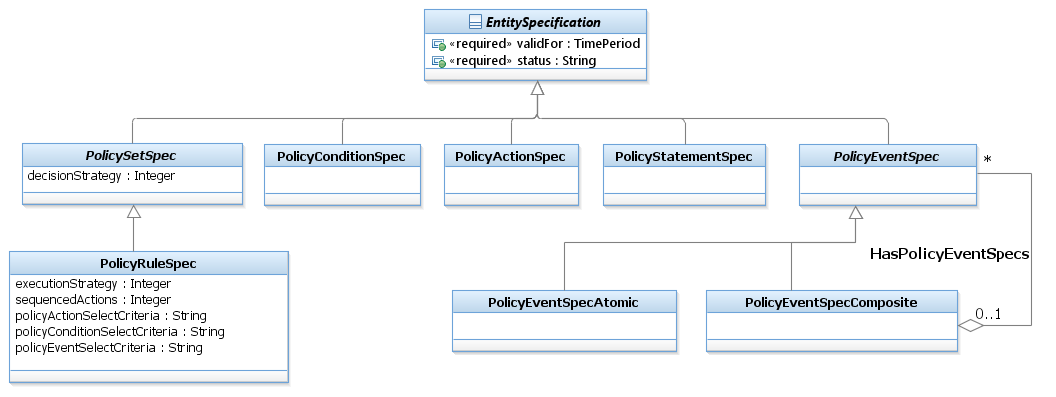 EntitySpecification
«required» validFor : TimePeriod
«required» status : String
PolicySetSpec
decisionStrategy : Integer
PolicyConditionSpec
PolicyActionSpec
PolicyStatementSpec
PolicyEventSpec
*
HasPolicyEventSpecs
PolicyRuleSpec
executionStrategy : Integer
sequencedActions : Integer
policyActionSelectCriteria : String
policyConditionSelectCriteria : String
policyEventSelectCriteria : String
PolicyEventSpecAtomic
PolicyEventSpecComposite
0..1